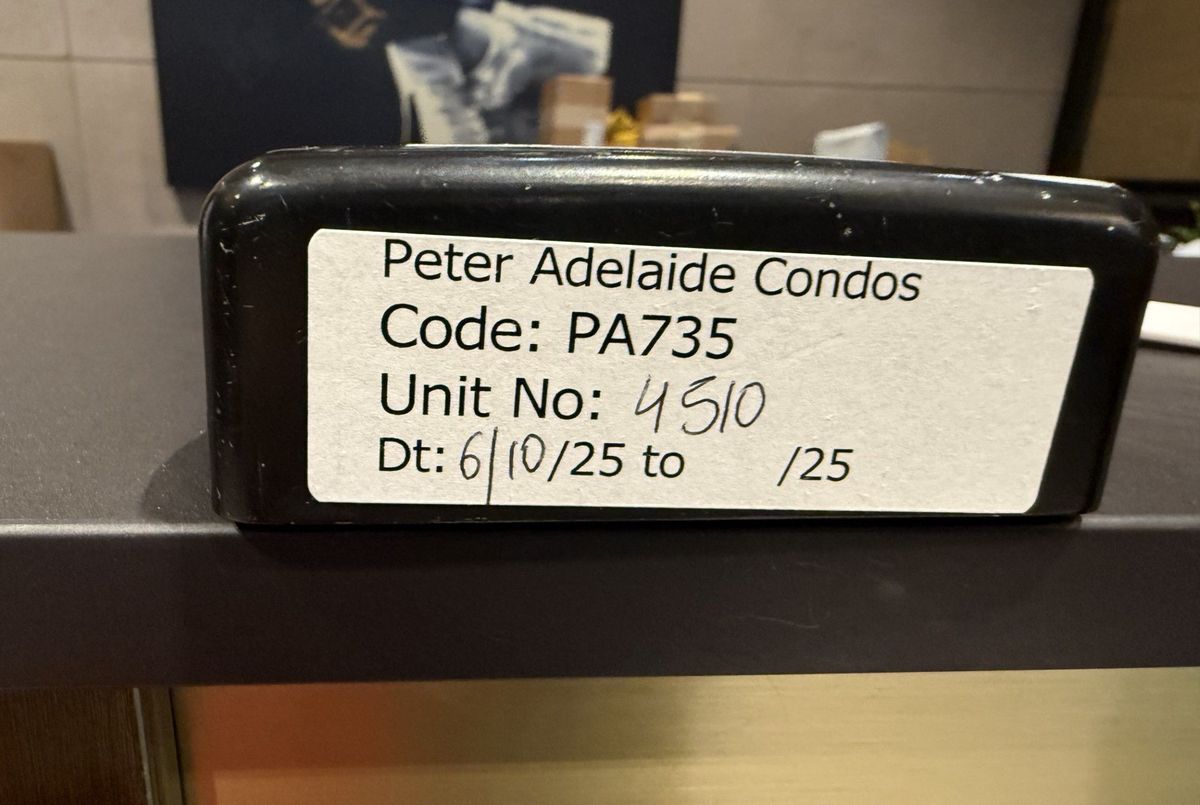 Peter Adelaide Condos
Code: PA735
Unit No: 4510
Dt: 6/10/25 to /25